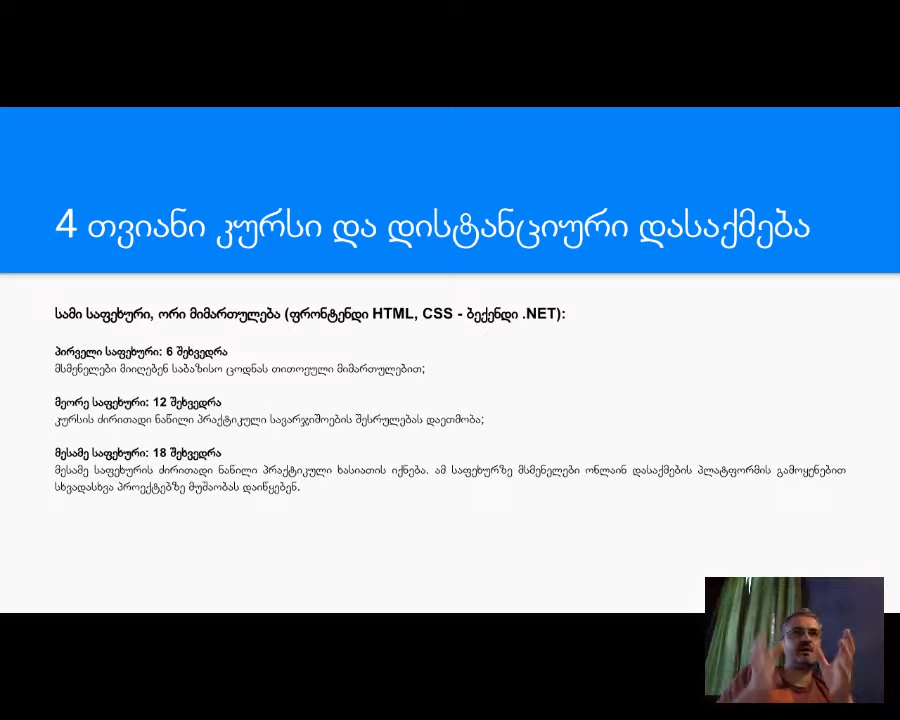 4 თვიანი კურსი და დისტანციური დასაქმება
სამი საფეხური, ორი მიმართულება (ფრონტენდი HTML, CSS - ბექენდი .NET):
პირველი საფეხური: 6 შეხვედრა
მსმენელები მიიღებენ საბაზისო ცოდნას თითოეული მიმართულებით;
მეორე საფეხური: 12 შეხვედრა
კურსის ძირითადი ნაწილი პრაქტიკული სავარჯიშოების შესრულებას დაეთმობა;
მესამე საფეხური: 18 შეხვედრა
მესამე საფეხურის ძირითადი ნაწილი პრაქტიკული ხასიათის იქნება. ამ საფეხურზე მსმენელები ონლაინ დასაქმების პლატფორმის გამოყენებით
სხვადასხვა პროექტებზე მუშაობას დაიწყებენ.